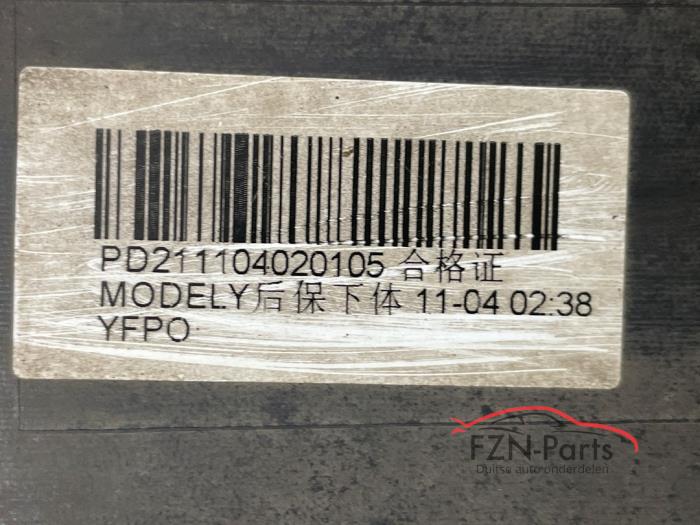 PD211104020105 合格证
MODELY后保下体 11-04 02:38
YFPO
FZN-Parts
Duitse auto onderdelen